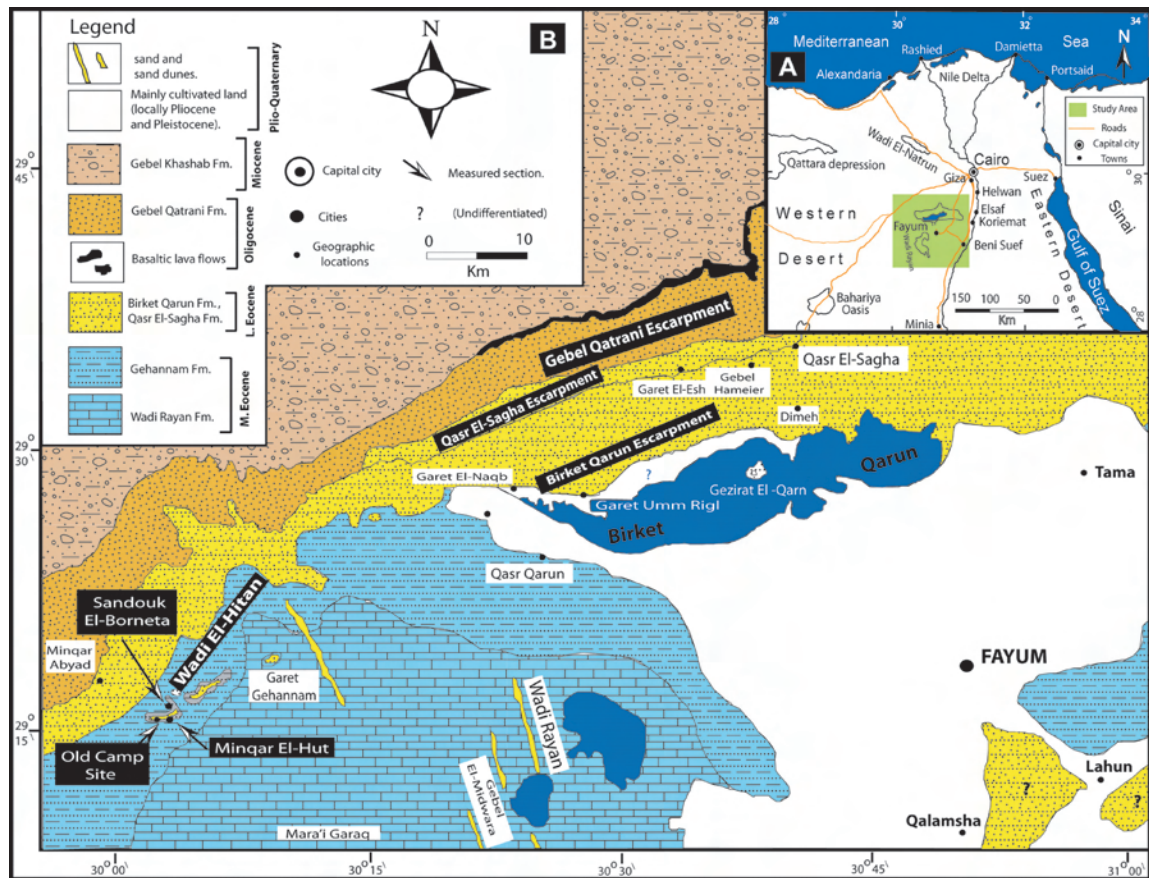 Legend
sand and
sand dunes.
Mainly cultivated land
(locally Pliocene
and Pleistocene).
Plio-Quaternary
Gebel Khashab Fm.
Miocene
Gebel Qatrani Fm.
Basaltic lava flows
Oligocene
Birket Qarun Fm.,
Qasr El-Sagha Fm.
L. Eocene
Gehannam Fm.
Wadi Rayan Fm.
M. Eocene
B
Capital city
Measured section.
Cities
?
(Undifferentiated)
Geographic
locations
0
10
Km
A
28
30
32
34
N
Mediterranean
Sea
Rashied
Damietta
Alexandaria
Portsaid
Nile Delta
Study Area
Roads
Capital city
Towns
Wadi El-Natrun
Qattara depression
Cairo
Giza
Suez
30
Helwan
Elsaf
Koriemat
Western
Desert
Fayum
Wadi Rayan
Beni Suef
Eastern Desert
Gulf of Suez
Sinai
Bahariya
Oasis
150 100 50 0
Km
28
Minia
Gebel Qatrani Escarpment
Qasr El-Sagha
Garet El-Esh
Gebel
Hameier
Qasr El-Sagha Escarpment
Dimeh
Birket Qarun Escarpment
Garet El-Naqb
?
Qarun
Gezirat El -Qarn
Tama
Garet Umm Rigl
Birket
Qasr Qarun
Sandouk
El-Borneta
Wadi El-Hitan
Minqar
Abyad
Garet
Gehannam
FAYUM
Old Camp
Site
Minqar El-Hut
Wadi Rayan
Gebel
El-Midwara
Lahun
?
?
Qalamsha
Mara'i Garaq
29°
45\
29°
30\
29°
15\
30°00\
30°15\
30°30\
30°45\
31°00\